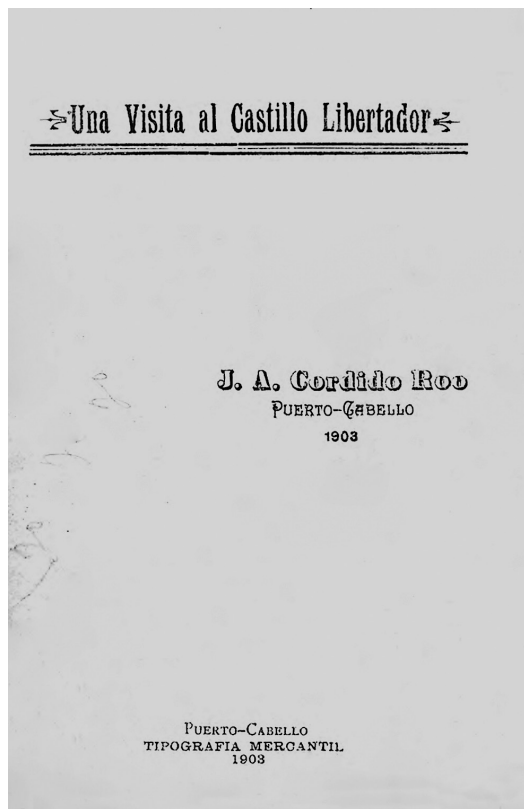 Una Visita al Castillo Libertador
J. A. Cordido Roo
PUERTO-CABELLO
1903
PUERTO-CABELLO
TIPOGRAFIA MERCANTIL
1903